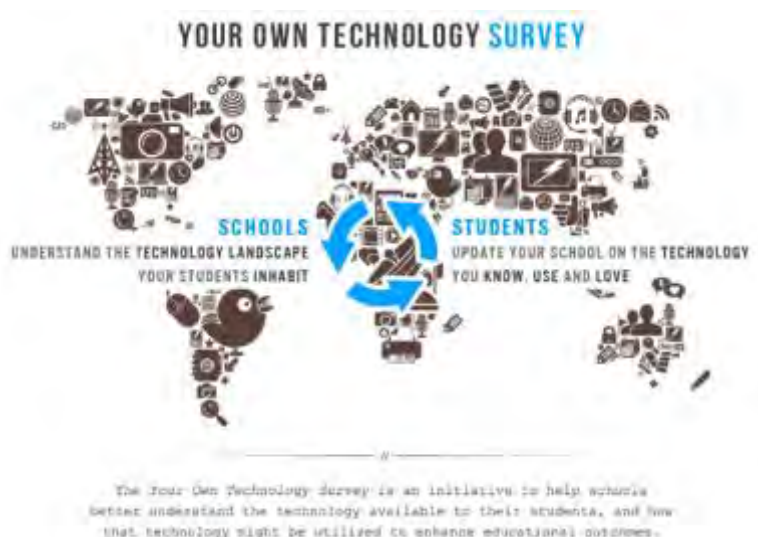 YOUR OWN TECHNOLOGY SURVEY
SCHOOLS
UNDERSTAND THE TECHNOLOGY LANDSCAPE
YOUR STUDENTS INHABIT
STUDENTS
UPDATE YOUR SCHOOL ON THE TECHNOLOGY
YOU KNOW, USE AND LOVE
//
The Your Own Technology Survey is an initiative to help schools
better understand the technology available to their students, and how
that technology might be utilized to enhance educational outcomes.